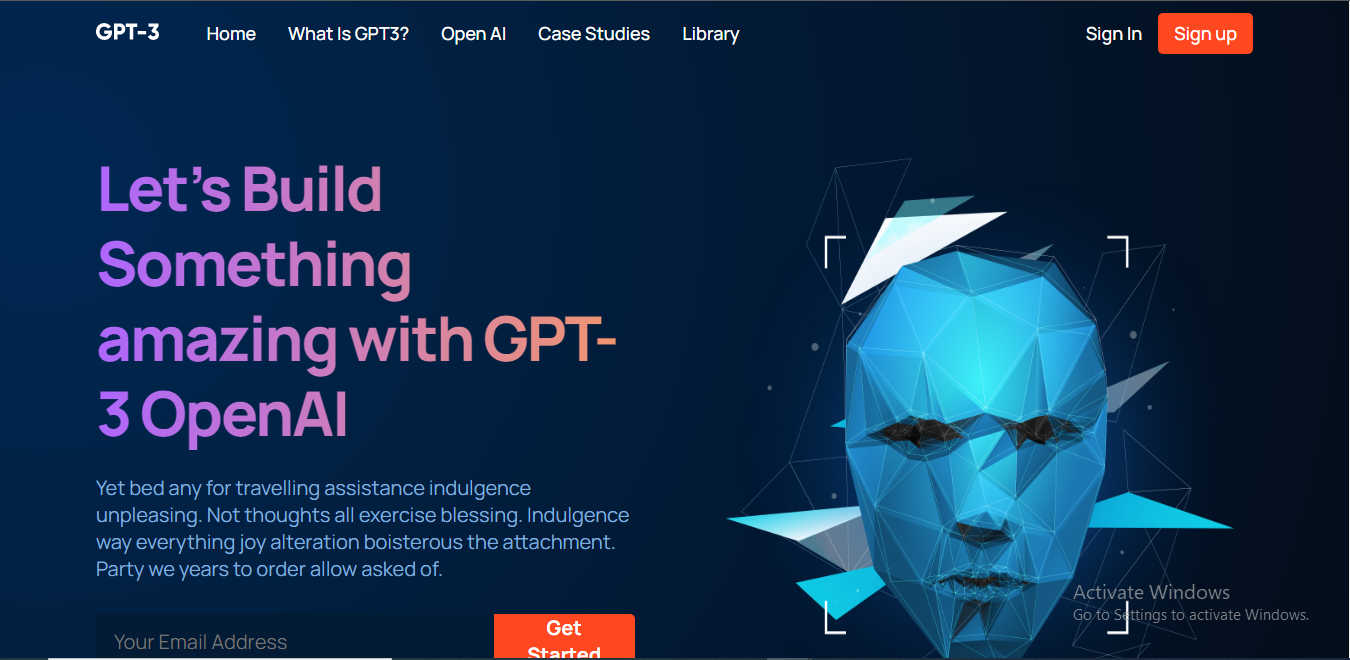 GPT-3
Home
What Is GPT3?
Open AI
Case Studies
Library
Sign In
Sign up
Let's Build
Something
amazing with GPT-
3 OpenAI
Yet bed any for travelling assistance indulgence
unpleasing. Not thoughts all exercise blessing. Indulgence
way everything joy alteration boisterous the attachment.
Party we years to order allow asked of.
Your Email Address
Get
Started
Activate Windows
Go to Settings to activate Windows.